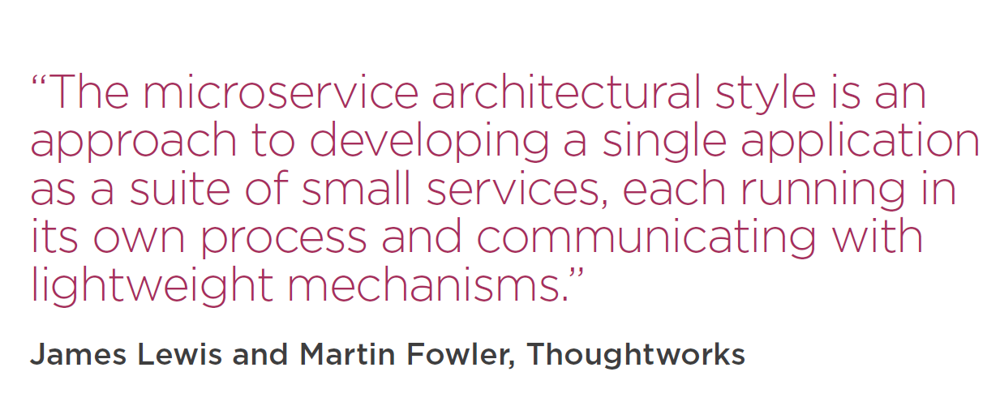 “The microservice architectural style is an
approach to developing a single application
as a suite of small services, each running in
its own process and communicating with
lightweight mechanisms.”
James Lewis and Martin Fowler, Thoughtworks